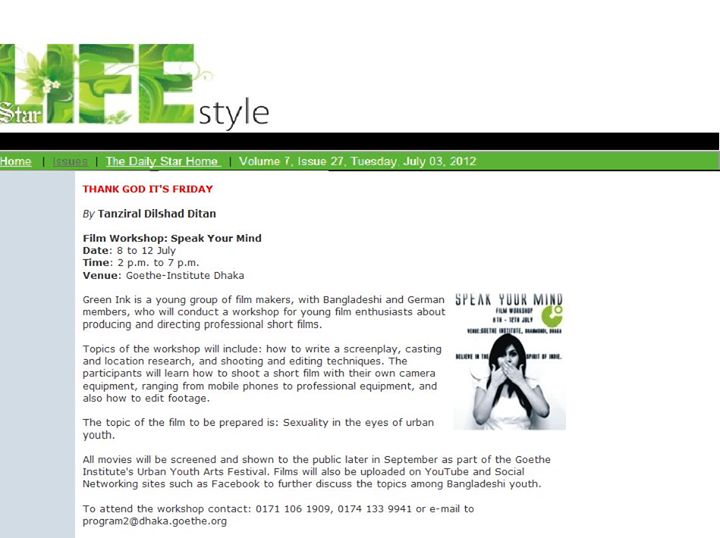 Star LIFE style
Home | Issues | The Daily Star Home | Volume 7, Issue 27, Tuesday, July 03, 2012
THANK GOD IT'S FRIDAY
By Tanziral Dilshad Ditan
Film Workshop: Speak Your Mind
Date: 8 to 12 July
Time: 2 p.m. to 7 p.m.
Venue: Goethe-Institute Dhaka
Green Ink is a young group of film makers, with Bangladeshi and German
members, who will conduct a workshop for young film enthusiasts about
producing and directing professional short films.
Topics of the workshop will include: how to write a screenplay, casting
and location research, and shooting and editing techniques. The
participants will learn how to shoot a short film with their own camera
equipment, ranging from mobile phones to professional equipment, and
also how to edit footage.
The topic of the film to be prepared is: Sexuality in the eyes of urban
youth.
All movies will be screened and shown to the public later in September as part of the Goethe
Institute's Urban Youth Arts Festival. Films will also be uploaded on YouTube and Social
Networking sites such as Facebook to further discuss the topics among Bangladeshi youth.
To attend the workshop contact: 0171 106 1909, 0174 133 9941 or e-mail to
program2@dhaka.goethe.org
SPEAK YOUR MIND
FILM WORKSHOP
8TH - 12TH JULY
VENUE: GOETHE INSTITUTE, DHANMONDI, DHAKA
BELIEVE IN THE SPIRIT OF INDIE.